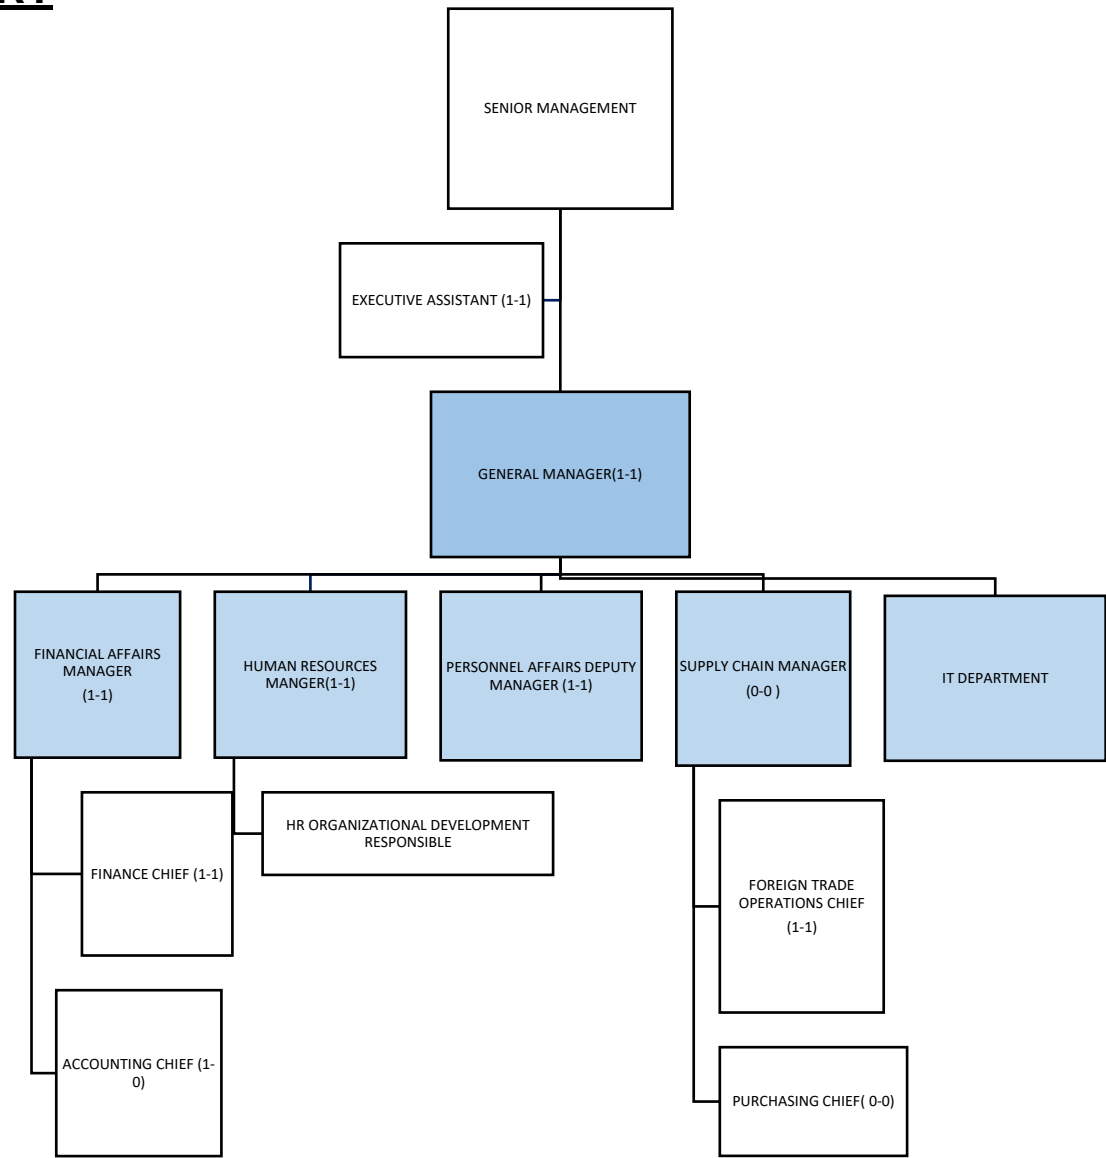 SENIOR MANAGEMENT
EXECUTIVE ASSISTANT (1-1)
GENERAL MANAGER(1-1)
FINANCIAL AFFAIRS
MANAGER
(1-1)
HUMAN RESOURCES
MANGER(1-1)
PERSONNEL AFFAIRS DEPUTY
MANAGER (1-1)
SUPPLY CHAIN MANAGER
(0-0 )
IT DEPARTMENT
FINANCE CHIEF (1-1)
HR ORGANIZATIONAL DEVELOPMENT
RESPONSIBLE
FOREIGN TRADE
OPERATIONS CHIEF
(1-1)
ACCOUNTING CHIEF (1-
0)
PURCHASING CHIEF( 0-0)